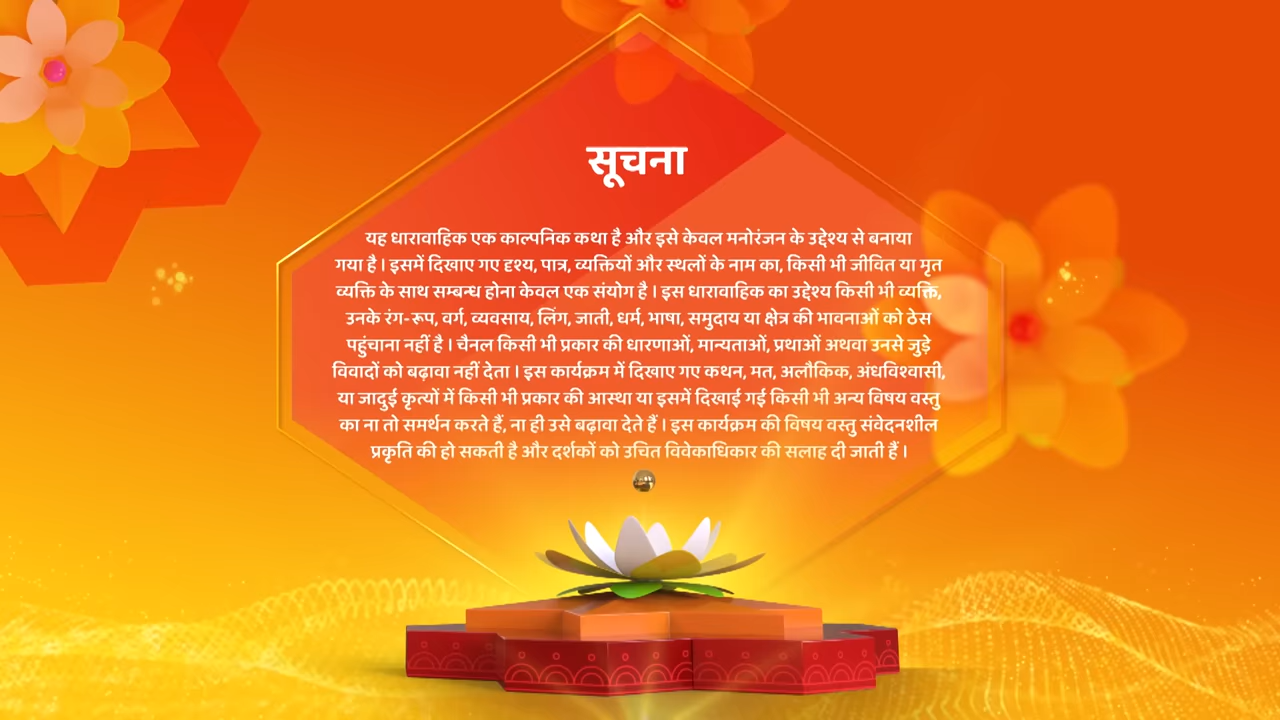 सूचना
यह धारावाहिक एक काल्पनिक कथा है और इसे केवल मनोरंजन के उद्देश्य से बनाया
गया है । इसमें दिखाए गए दृश्य, पात्र, व्यक्तियों और स्थलों के नाम का, किसी भी जीवित या मृत
व्यक्ति के साथ सम्बन्ध होना केवल एक संयोग है । इस धारावाहिक का उद्देश्य किसी भी व्यक्ति,
उनके रंग-रूप, वर्ग, व्यवसाय, लिंग, जाती, धर्म, भाषा, समुदाय या क्षेत्र की भावनाओं को ठेस
पहुंचाना नहीं है । चैनल किसी भी प्रकार की धारणाओं, मान्यताओं, प्रथाओं अथवा उनसे जुड़े
विवादों को बढ़ावा नहीं देता । इस कार्यक्रम में दिखाए गए कथन, मत, अलौकिक, अंधविश्वासी,
या जादुई कृत्यों में किसी भी प्रकार की आस्था या इसमें दिखाई गई किसी भी अन्य विषय वस्तु
का ना तो समर्थन करते हैं, ना ही उसे बढ़ावा देते हैं । इस कार्यक्रम की विषय वस्तु संवेदनशील
प्रकृति की हो सकती है और दर्शकों को उचित विवेकाधिकार की सलाह दी जाती हैं ।